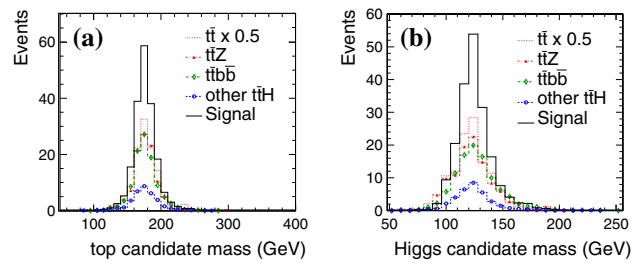 Events
(a)
tt̄ x 0.5
tt̄Z
tt̄bb̄
other tt̄H
Signal
60
40
20
0
100 200 300 400
top candidate mass (GeV)
Events
(b)
tt̄ x 0.5
tt̄Z
tt̄bb̄
other tt̄H
Signal
60
50
40
30
20
10
0
50 100 150 200 250
Higgs candidate mass (GeV)